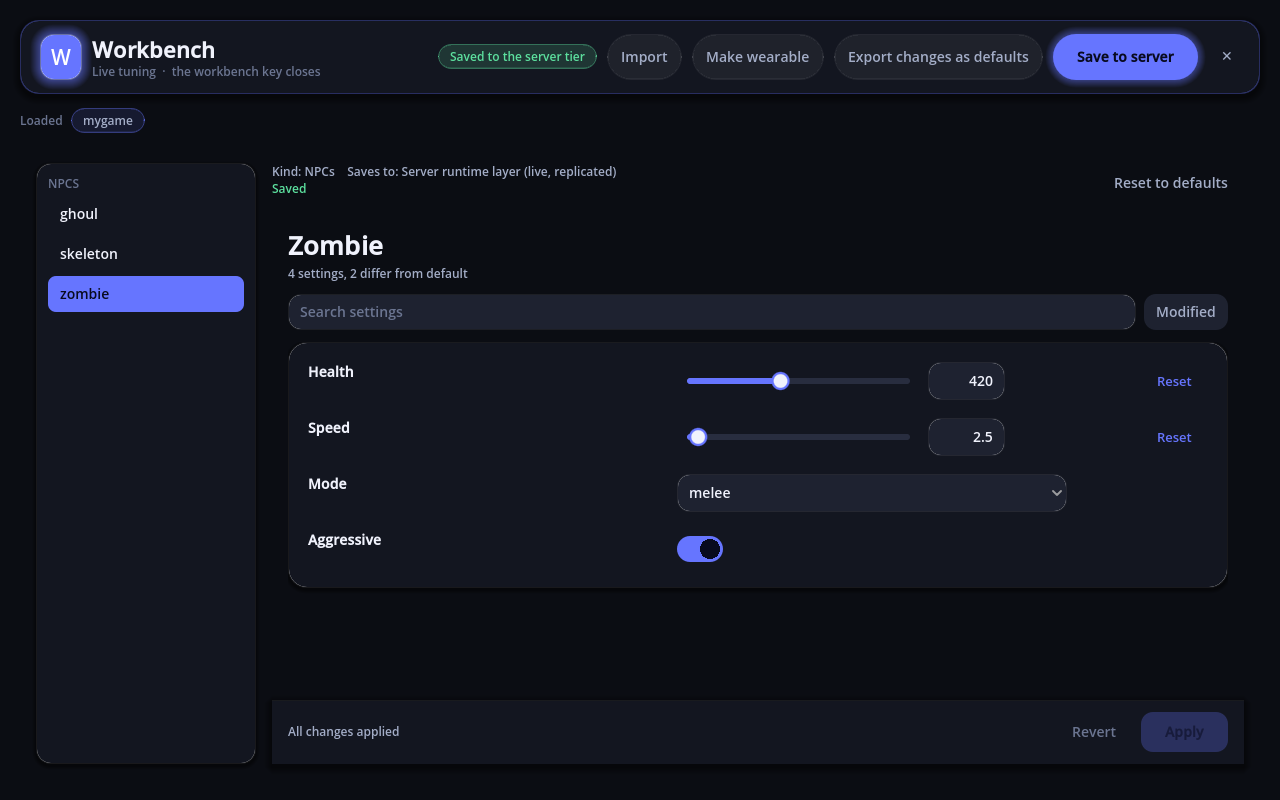 W
Workbench
Live tuning · the workbench key closes
Saved to the server tier
Import
Make wearable
Export changes as defaults
Save to server
×
Loaded
mygame
NPCS
ghoul
skeleton
zombie
Kind: NPCs Saves to: Server runtime layer (live, replicated)
Saved
Reset to defaults
Zombie
4 settings, 2 differ from default
Search settings
Modified
Health
420
Reset
Speed
2.5
Reset
Mode
melee
Aggressive
All changes applied
Revert
Apply